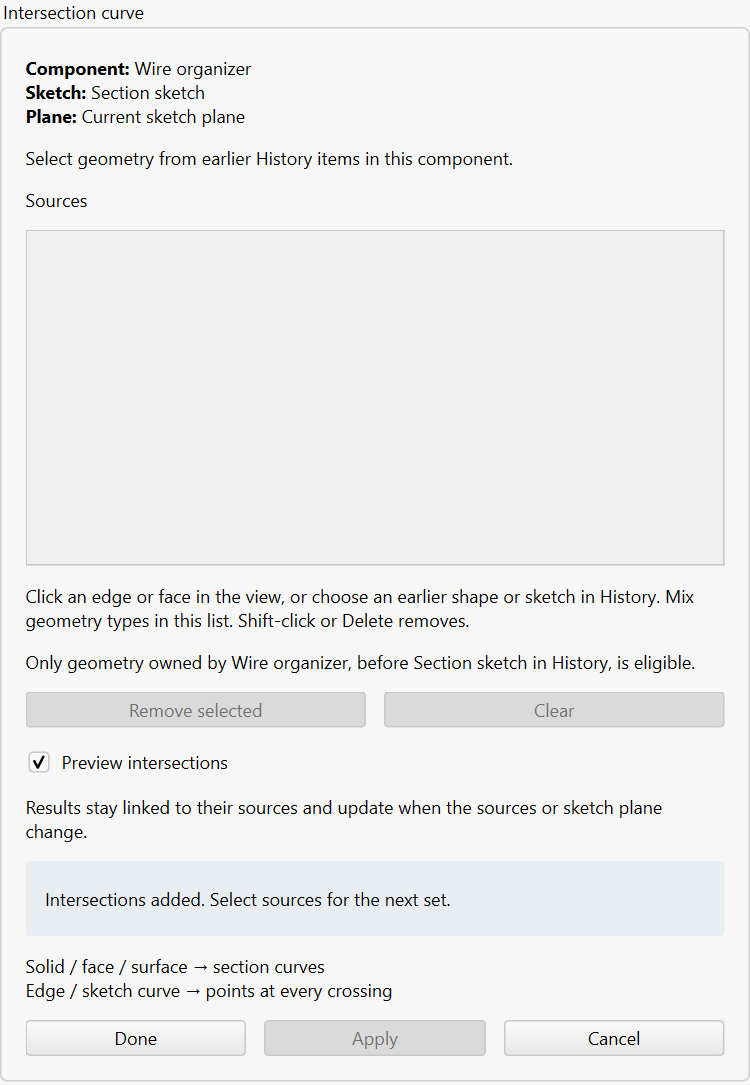 Intersection curve
Component: Wire organizer
Sketch: Section sketch
Plane: Current sketch plane
Select geometry from earlier History items in this component.
Sources
Click an edge or face in the view, or choose an earlier shape or sketch in History. Mix
geometry types in this list. Shift-click or Delete removes.
Only geometry owned by Wire organizer, before Section sketch in History, is eligible.
Remove selected
Clear
Preview intersections
Results stay linked to their sources and update when the sources or sketch plane
change.
Intersections added. Select sources for the next set.
Solid / face / surface → section curves
Edge / sketch curve → points at every crossing
Done
Apply
Cancel